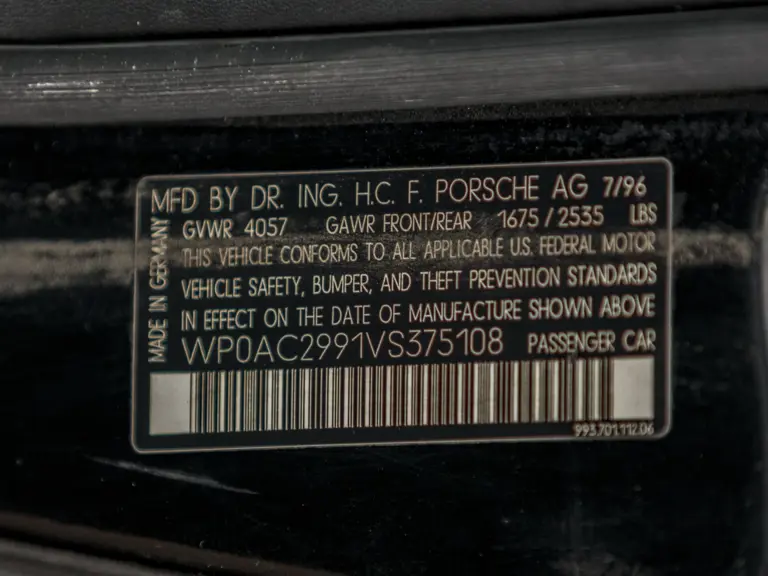 MFD BY DR. ING. H.C. F. PORSCHE AG 7/96
GVWR 4057 GAWR FRONT/REAR 1675/2535 LBS
THIS VEHICLE CONFORMS TO ALL APPLICABLE U.S. FEDERAL MOTOR
VEHICLE SAFETY, BUMPER, AND THEFT PREVENTION STANDARDS
IN EFFECT ON THE DATE OF MANUFACTURE SHOWN ABOVE
WP0AC2991VS375108 PASSENGER CAR
993.701.112.06
MADE IN GERMANY